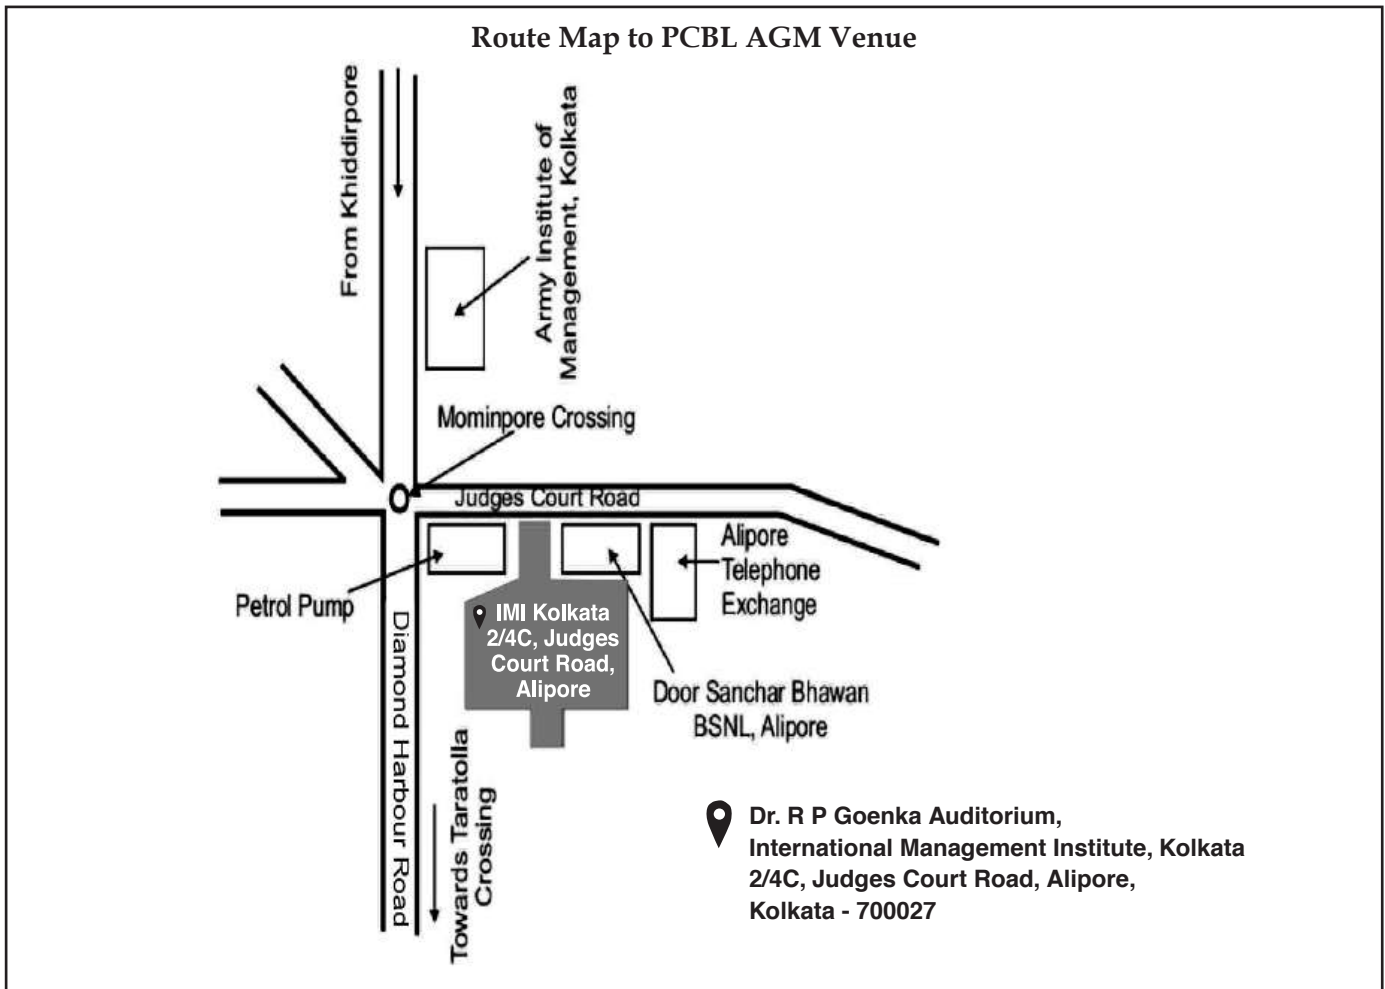 Route Map to PCBL AGM Venue
From Khiddirpore
Army Institute of
Management, Kolkata
Mominpore Crossing
Judges Court Road
Petrol Pump
Alipore
Telephone
Exchange
IMI Kolkata
2/4C, Judges
Court Road,
Alipore
Door Sanchar Bhawan
BSNL, Alipore
Diamond Harbour Road
Towards Taratolla
Crossing
Dr. R P Goenka Auditorium,
International Management Institute, Kolkata
2/4C, Judges Court Road, Alipore,
Kolkata - 700027